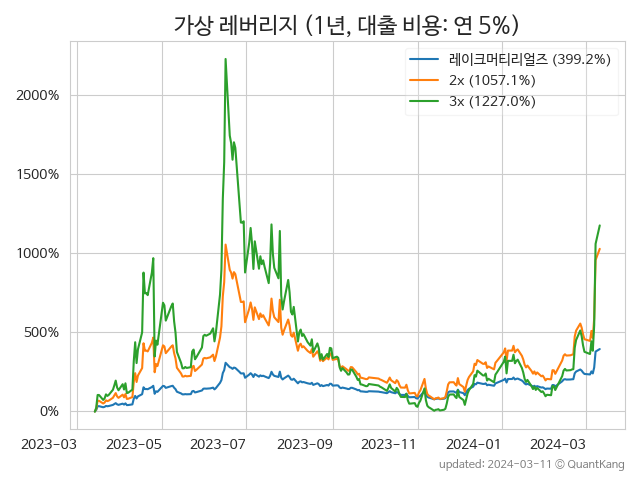 가상 레버리지 (1년, 대출 비용: 연 5%)
레이크머티리얼즈 (399.2%)
2x (1057.1%)
3x (1227.0%)
2000%
1500%
1000%
500%
0%
2023-03 2023-05 2023-07 2023-09 2023-11 2024-01 2024-03
updated: 2024-03-11 © QuantKang